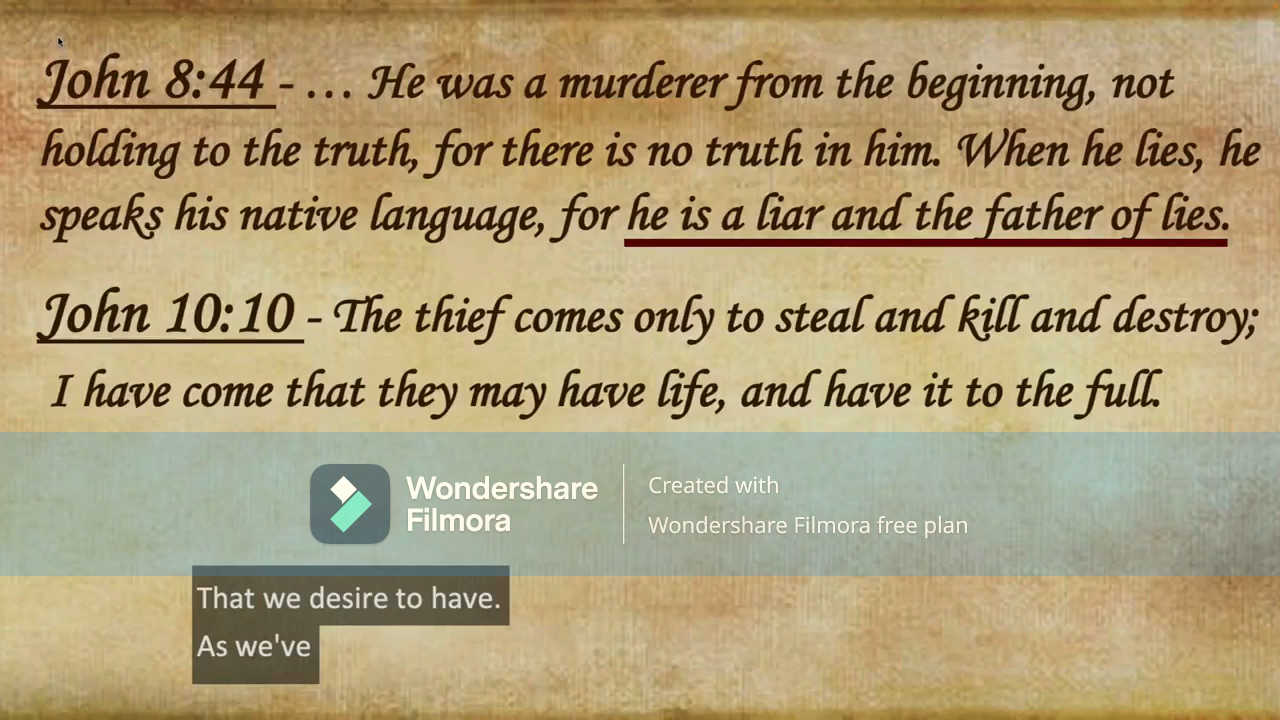 John 8:44 - … He was a murderer from the beginning, not
holding to the truth, for there is no truth in him. When he lies, he
speaks his native language, for he is a liar and the father of lies.
John 10:10 - The thief comes only to steal and kill and destroy;
I have come that they may have life, and have it to the full.
Wondershare
Filmora
Created with
Wondershare Filmora free plan
That we desire to have.
As we've